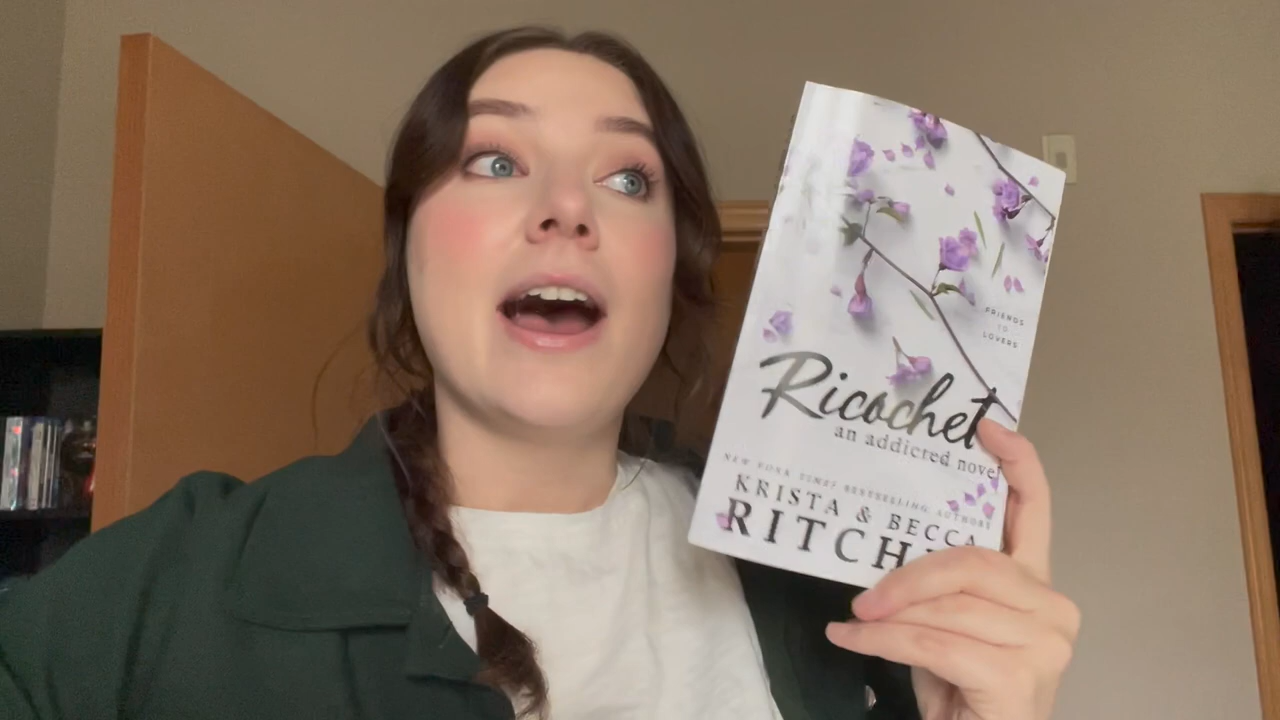 FRIENDS
TO
LOVERS
Ricochet
an addicted novel
NEW YORK TIMES BESTSELLING AUTHORS
KRISTA & BECCA
RITCH